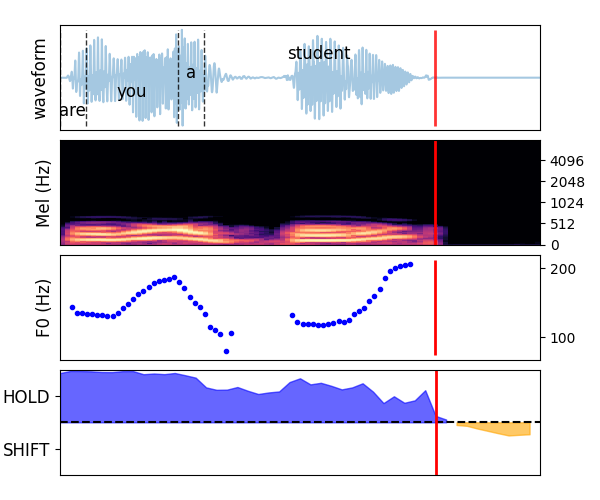 waveform
are
you
a
student
Mel (Hz)
4096
2048
1024
512
0
F0 (Hz)
200
100
HOLD
SHIFT